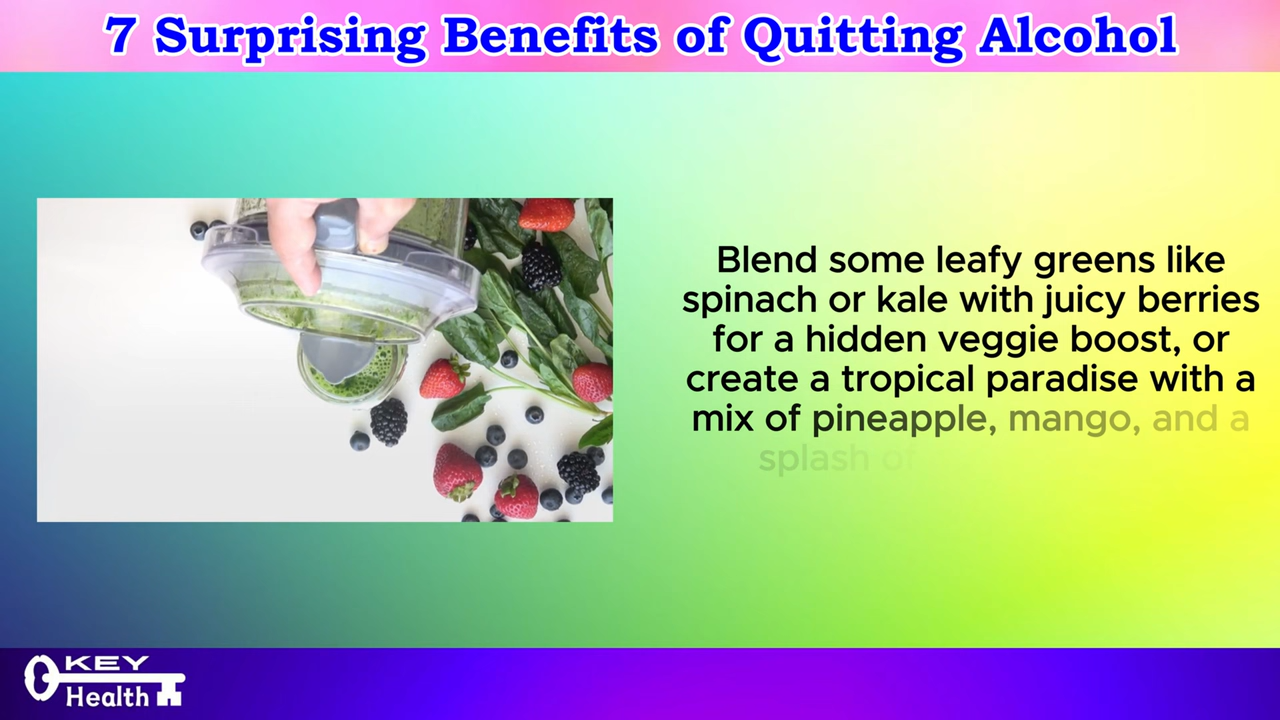 7 Surprising Benefits of Quitting Alcohol
Blend some leafy greens like
spinach or kale with juicy berries
for a hidden veggie boost, or
create a tropical paradise with a
mix of pineapple, mango, and a
splash of
KEY
Health